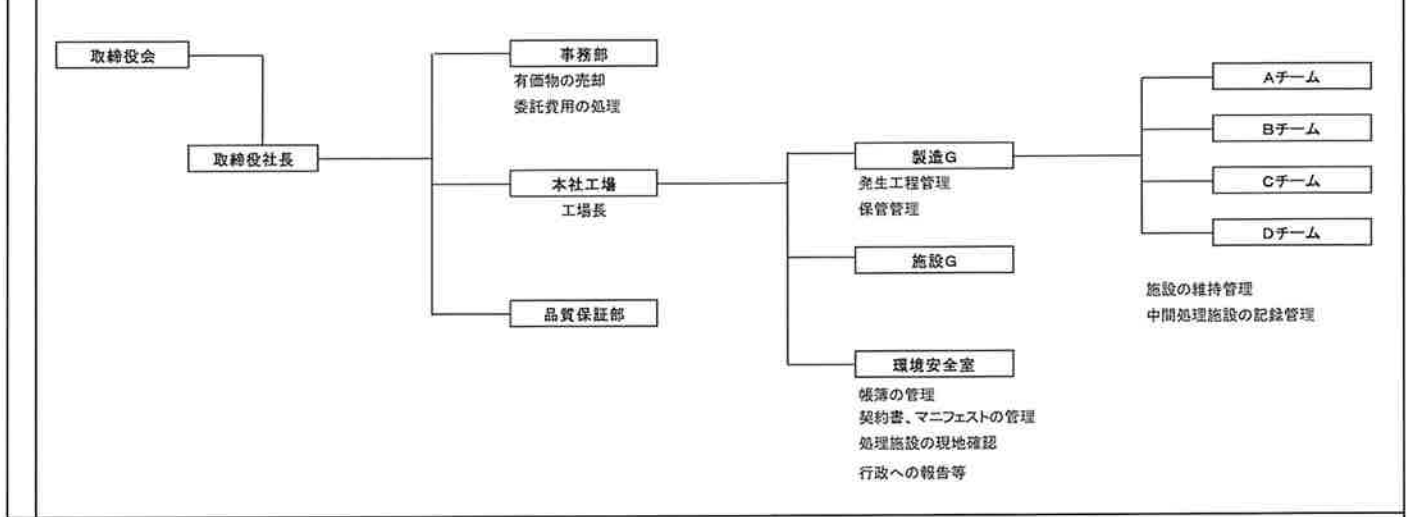 取締役会
取締役社長
事務部
有価物の売却
委託費用の処理
本社工場
工場長
品質保証部
製造G
発生工程管理
保管管理
施設G
環境安全室
帳簿の管理
契約書、マニフェストの管理
処理施設の現地確認
行政への報告等
Aチーム
Bチーム
Cチーム
Dチーム
施設の維持管理
中間処理施設の記録管理